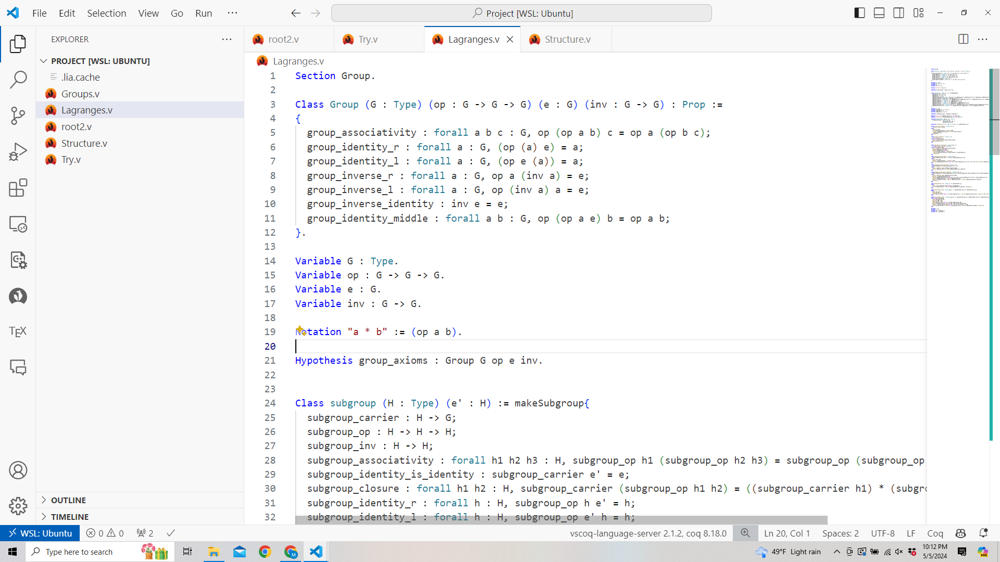 File Edit Selection View Go Run ···
Project [WSL: Ubuntu]
EXPLORER
PROJECT [WSL: UBUNTU]
.lia.cache
Groups.v
Lagranges.v
root2.v
Structure.v
Try.v
OUTLINE
TIMELINE
root2.v Try.v Lagranges.v Structure.v
Lagranges.v
1 Section Group.
2
3 Class Group (G : Type) (op : G -> G -> G) (e : G) (inv : G -> G) : Prop :=
4 {
5 group_associativity : forall a b c : G, op (op a b) c = op a (op b c);
6 group_identity_r : forall a : G, (op (a) e) = a;
7 group_identity_l : forall a : G, (op e (a)) = a;
8 group_inverse_r : forall a : G, op a (inv a) = e;
9 group_inverse_l : forall a : G, op (inv a) a = e;
10 group_inverse_identity : inv e = e;
11 group_identity_middle : forall a b : G, op (op a e) b = op a b;
12 }.
13
14 Variable G : Type.
15 Variable op : G -> G -> G.
16 Variable e : G.
17 Variable inv : G -> G.
18
19 Notation "a * b" := (op a b).
20
21 Hypothesis group_axioms : Group G op e inv.
22
23
24 Class subgroup (H : Type) (e' : H) := makeSubgroup{
25 subgroup_carrier : H -> G;
26 subgroup_op : H -> H -> H;
27 subgroup_inv : H -> H;
28 subgroup_associativity : forall h1 h2 h3 : H, subgroup_op h1 (subgroup_op h2 h3) = subgroup_op (subgroup_op
29 subgroup_identity_is_identity : subgroup_carrier e' = e;
30 subgroup_closure : forall h1 h2 : H, subgroup_carrier (subgroup_op h1 h2) = ((subgroup_carrier h1) * (subgr
31 subgroup_identity_r : forall h : H, subgroup_op h e' = h;
32 subgroup_identity_l : forall h : H, subgroup_op e' h = h;
TEX
WSL: Ubuntu 0 0 2 vscoq-language-server 2.1.2, coq 8.18.0 Ln 20, Col 1 Spaces: 2 UTF-8 LF Coq
Type here to search 49°F Light rain 10:12 PM
5/5/2024